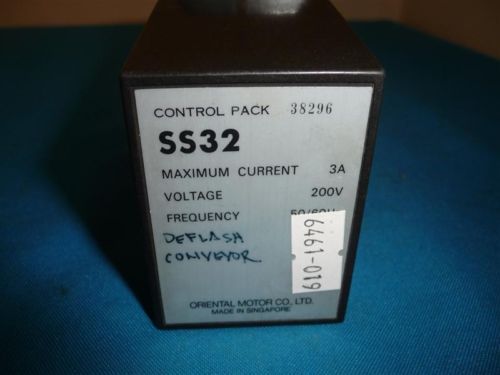 CONTROL PACK 38296
SS32
MAXIMUM CURRENT 3A
VOLTAGE 200V
FREQUENCY
DEFLASH
CONVEYOR
6461-019
ORIENTAL MOTOR CO., LTD.
MADE IN SINGAPORE